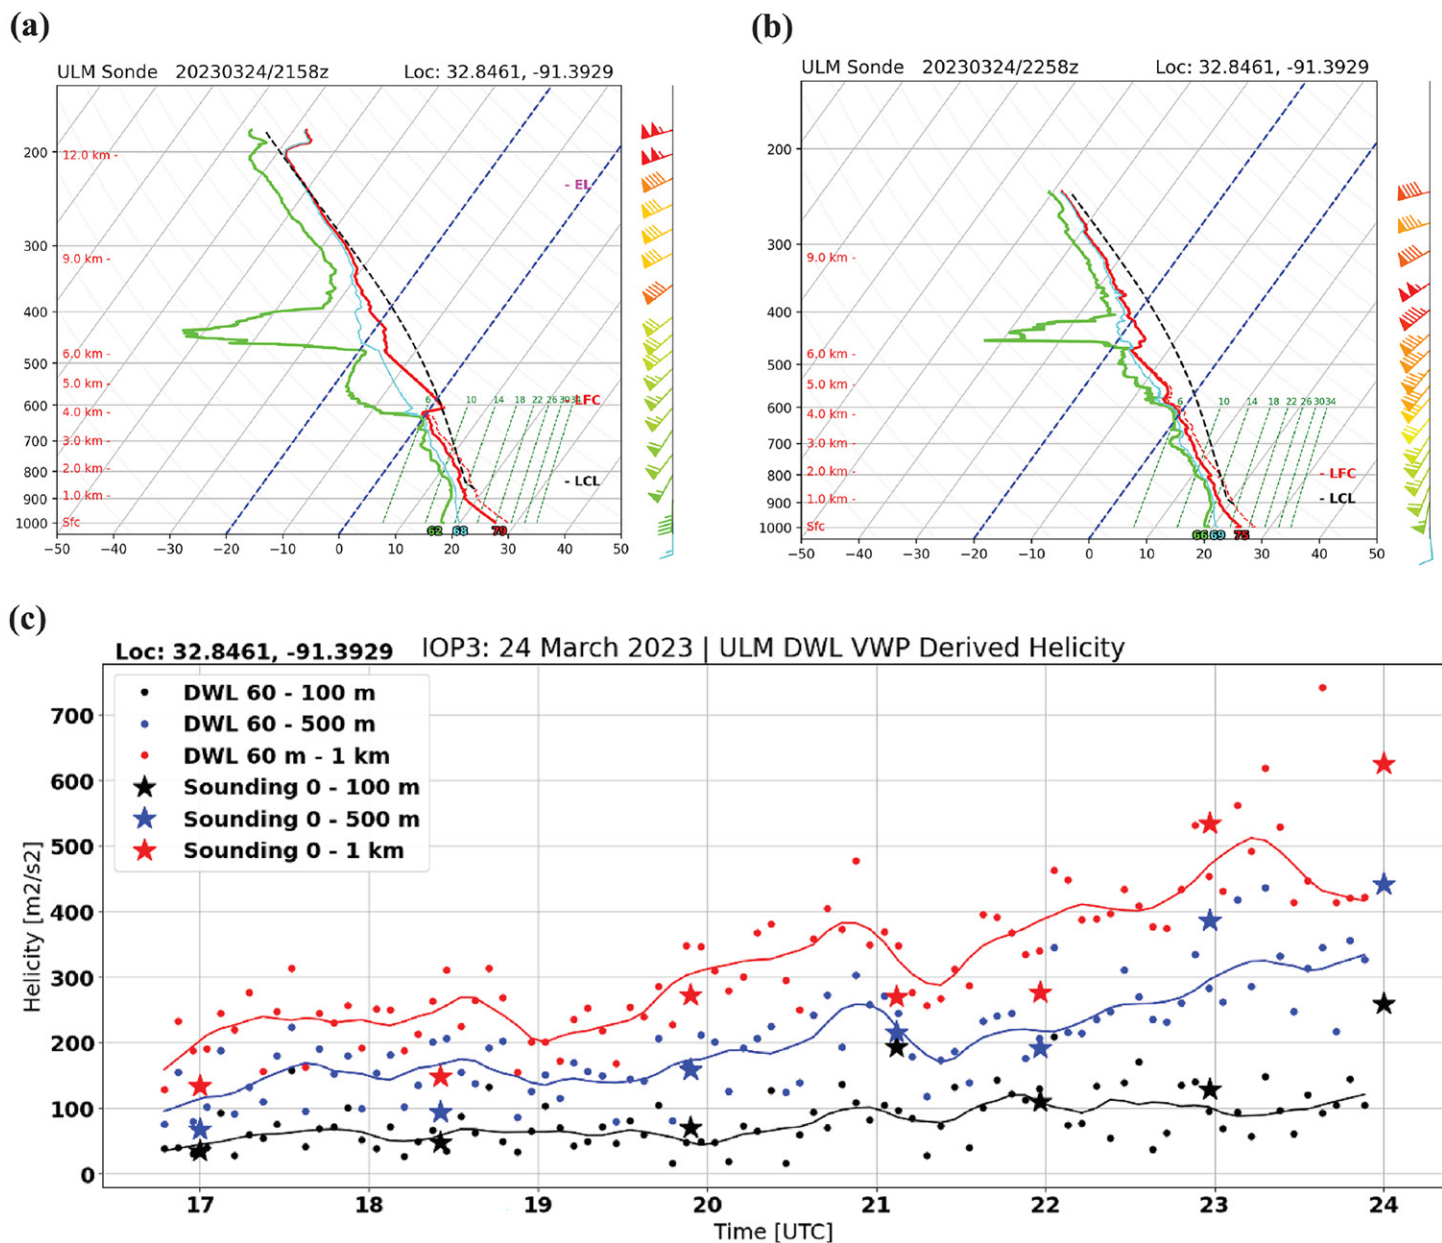 (a)
ULM Sonde 20230324/2158z Loc: 32.8461, -91.3929
200
300
400
500
600
700
800
900
1000
12.0 km -
9.0 km -
6.0 km -
5.0 km -
4.0 km -
3.0 km -
2.0 km -
1.0 km -
Sfc
- EL
LFC
- LCL
6 10 14 18 22 26 30
62 68 79
−50 −40 −30 −20 −10 0 10 20 30 40 50
(b)
ULM Sonde 20230324/2258z Loc: 32.8461, -91.3929
200
300
400
500
600
700
800
900
1000
9.0 km -
6.0 km -
5.0 km -
4.0 km -
3.0 km -
2.0 km -
1.0 km -
Sfc
- LFC
- LCL
6 10 14 18 22 26 30 34
66 69 75
−50 −40 −30 −20 −10 0 10 20 30 40 50
(c)
Loc: 32.8461, -91.3929 IOP3: 24 March 2023 | ULM DWL VWP Derived Helicity
DWL 60 - 100 m
DWL 60 - 500 m
DWL 60 m - 1 km
Sounding 0 - 100 m
Sounding 0 - 500 m
Sounding 0 - 1 km
Helicity [m2/s2]
700
600
500
400
300
200
100
0
17 18 19 20 21 22 23 24
Time [UTC]